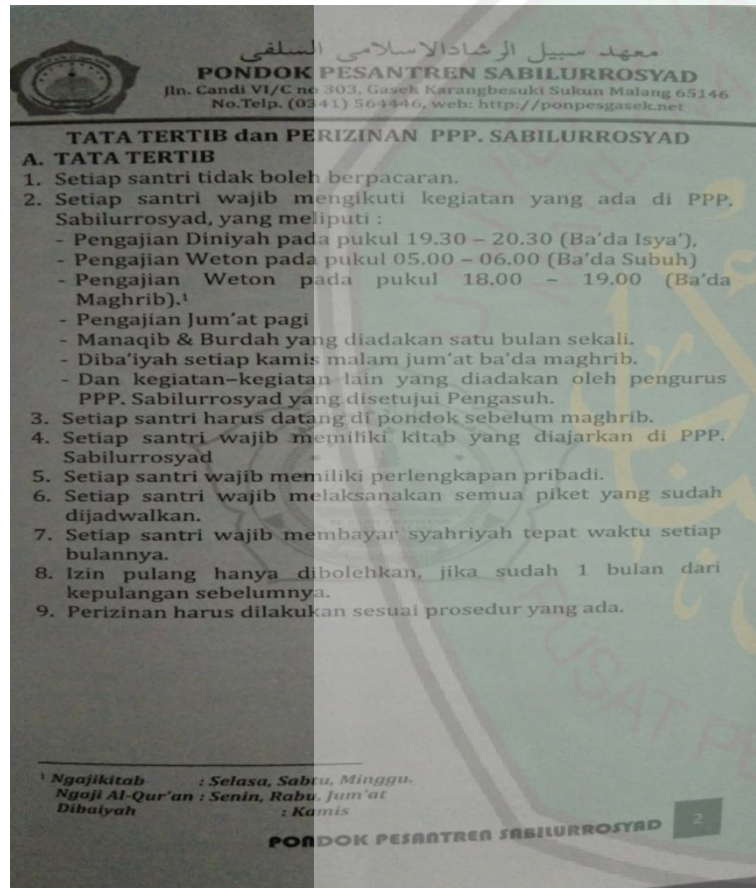 معهد سبيل الرشادالاسلامي السلفي
PONDOK PESANTREN SABILURROSYAD
Jln. Candi VI/C no 303, Gasek Karangbesuki Sukun Malang 65146
No.Telp. (0341) 564446, web: http://ponpesgasek.net
TATA TERTIB dan PERIZINAN PPP. SABILURROSYAD
A. TATA TERTIB
1. Setiap santri tidak boleh berpacaran.
2. Setiap santri wajib mengikuti kegiatan yang ada di PPP.
Sabilurrosyad, yang meliputi :
- Pengajian Diniyah pada pukul 19.30 – 20.30 (Ba’da Isya’),
- Pengajian Weton pada pukul 05.00 – 06.00 (Ba’da Subuh)
- Pengajian Weton pada pukul 18.00 – 19.00 (Ba’da
Maghrib).¹
- Pengajian Jum’at pagi
- Manaqib & Burdah yang diadakan satu bulan sekali.
- Diba’iyah setiap kamis malam jum’at ba’da maghrib.
- Dan kegiatan–kegiatan lain yang diadakan oleh pengurus
PPP. Sabilurrosyad yang disetujui Pengasuh.
3. Setiap santri harus datang di pondok sebelum maghrib.
4. Setiap santri wajib memiliki kitab yang diajarkan di PPP.
Sabilurrosyad
5. Setiap santri wajib memiliki perlengkapan pribadi.
6. Setiap santri wajib melaksanakan semua piket yang sudah
dijadwalkan.
7. Setiap santri wajib membayar syahriyah tepat waktu setiap
bulannya.
8. Izin pulang hanya dibolehkan, jika sudah 1 bulan dari
kepulangan sebelumnya.
9. Perizinan harus dilakukan sesuai prosedur yang ada.
¹ Ngajikitab : Selasa, Sabtu, Minggu.
Ngaji Al-Qur’an : Senin, Rabu, Jum’at
Dibaiyah : Kamis
PONDOK PESANTREN SABILURROSYAD 2
PUSAT PE